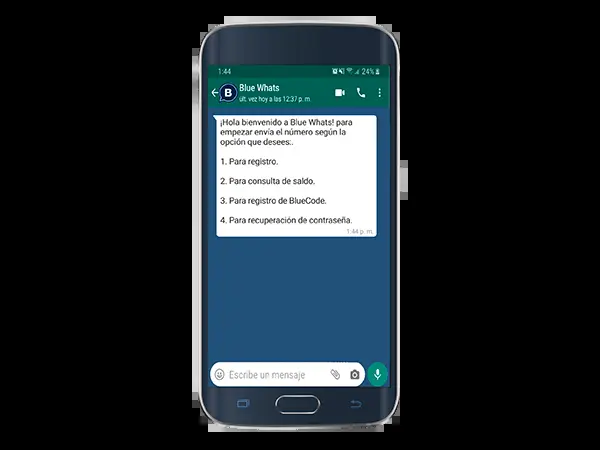 1:44
24%
B
Blue Whats
últ. vez hoy a las 12:37 p. m.
¡Hola bienvenido a Blue Whats! para
empezar envía el número según la
opción que desees:.
1. Para registro.
2. Para consulta de saldo.
3. Para registro de BlueCode.
4. Para recuperación de contraseña.
1:44 p. m.
Escribe un mensaje